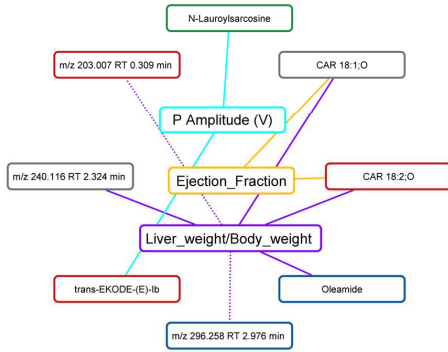 N-Lauroylsarcosine
m/z 203.007 RT 0.309 min
CAR 18:1;O
P Amplitude (V)
m/z 240.116 RT 2.324 min
Ejection_Fraction
CAR 18:2;O
Liver_weight/Body_weight
trans-EKODE-(E)-Ib
Oleamide
m/z 296.258 RT 2.976 min